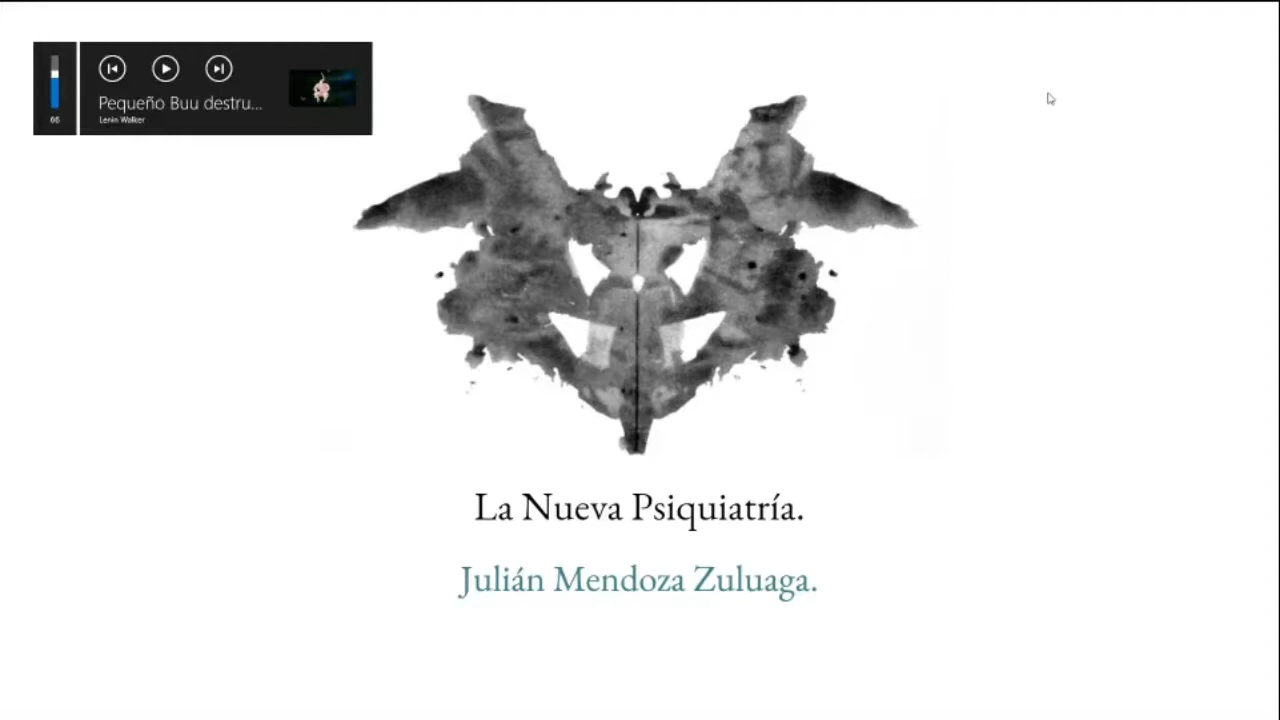 Pequeño Buu destru...
Lenin Walker
66
La Nueva Psiquiatría.
Julián Mendoza Zuluaga.